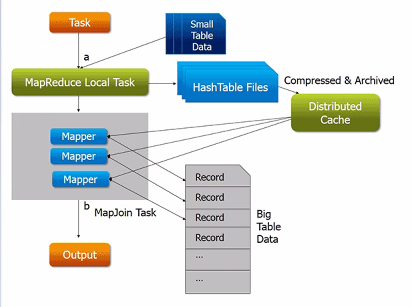 Task
Small
Table
Data
a
MapReduce Local Task
HashTable Files
Compressed & Archived
Distributed
Cache
Mapper
Mapper
Mapper
b
MapJoin Task
Output
Record
Record
Record
Record
...
...
Big
Table
Data